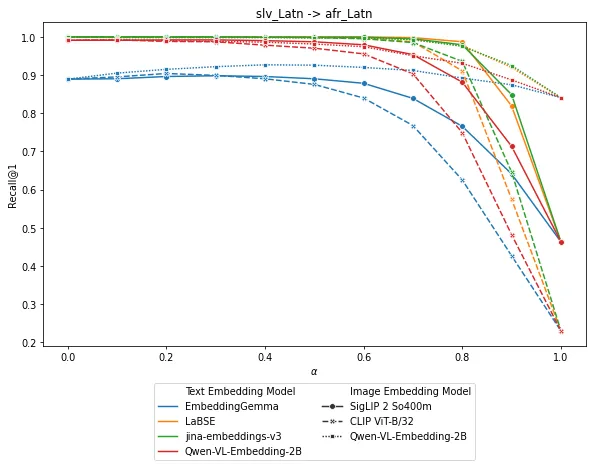 slv_Latn -> afr_Latn
Recall@1
1.0
0.9
0.8
0.7
0.6
0.5
0.4
0.3
0.2
0.0 0.2 0.4 0.6 0.8 1.0
α
Text Embedding Model
EmbeddingGemma
LaBSE
jina-embeddings-v3
Qwen-VL-Embedding-2B
Image Embedding Model
SigLIP 2 So400m
CLIP ViT-B/32
Qwen-VL-Embedding-2B